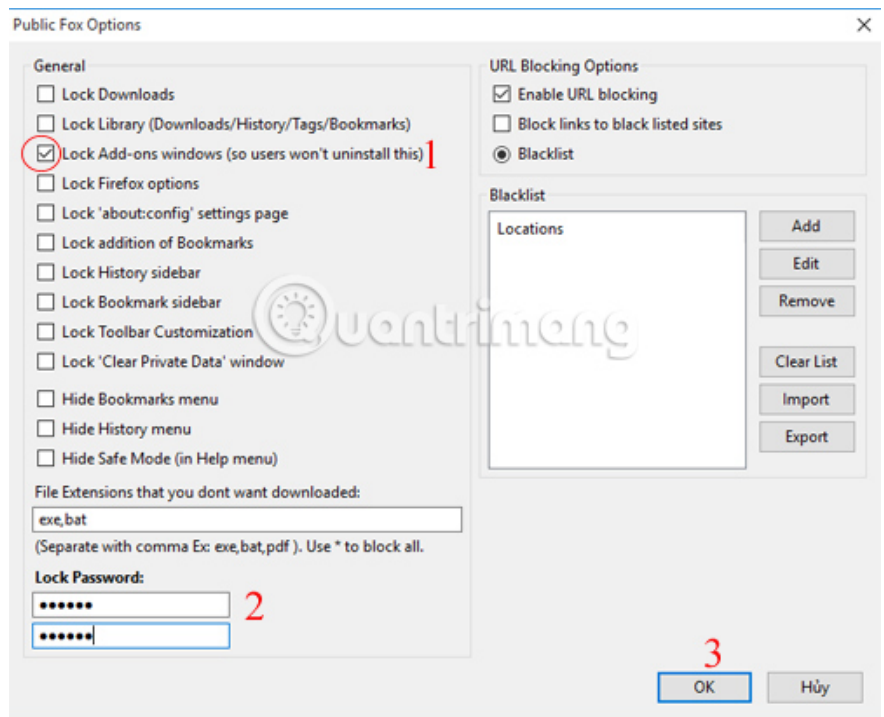 Public Fox Options
General
Lock Downloads
Lock Library (Downloads/History/Tags/Bookmarks)
Lock Add-ons windows (so users won't uninstall this) 1
Lock Firefox options
Lock 'about:config' settings page
Lock addition of Bookmarks
Lock History sidebar
Lock Bookmark sidebar
Lock Toolbar Customization
Lock 'Clear Private Data' window
Hide Bookmarks menu
Hide History menu
Hide Safe Mode (in Help menu)
File Extensions that you dont want downloaded:
exe,bat
(Separate with comma Ex: exe,bat,pdf ). Use * to block all.
Lock Password:
••••••
••••••
2
URL Blocking Options
Enable URL blocking
Block links to black listed sites
Blacklist
Blacklist
Locations
Add
Edit
Remove
Clear List
Import
Export
Quantrimang
3
OK
Hủy